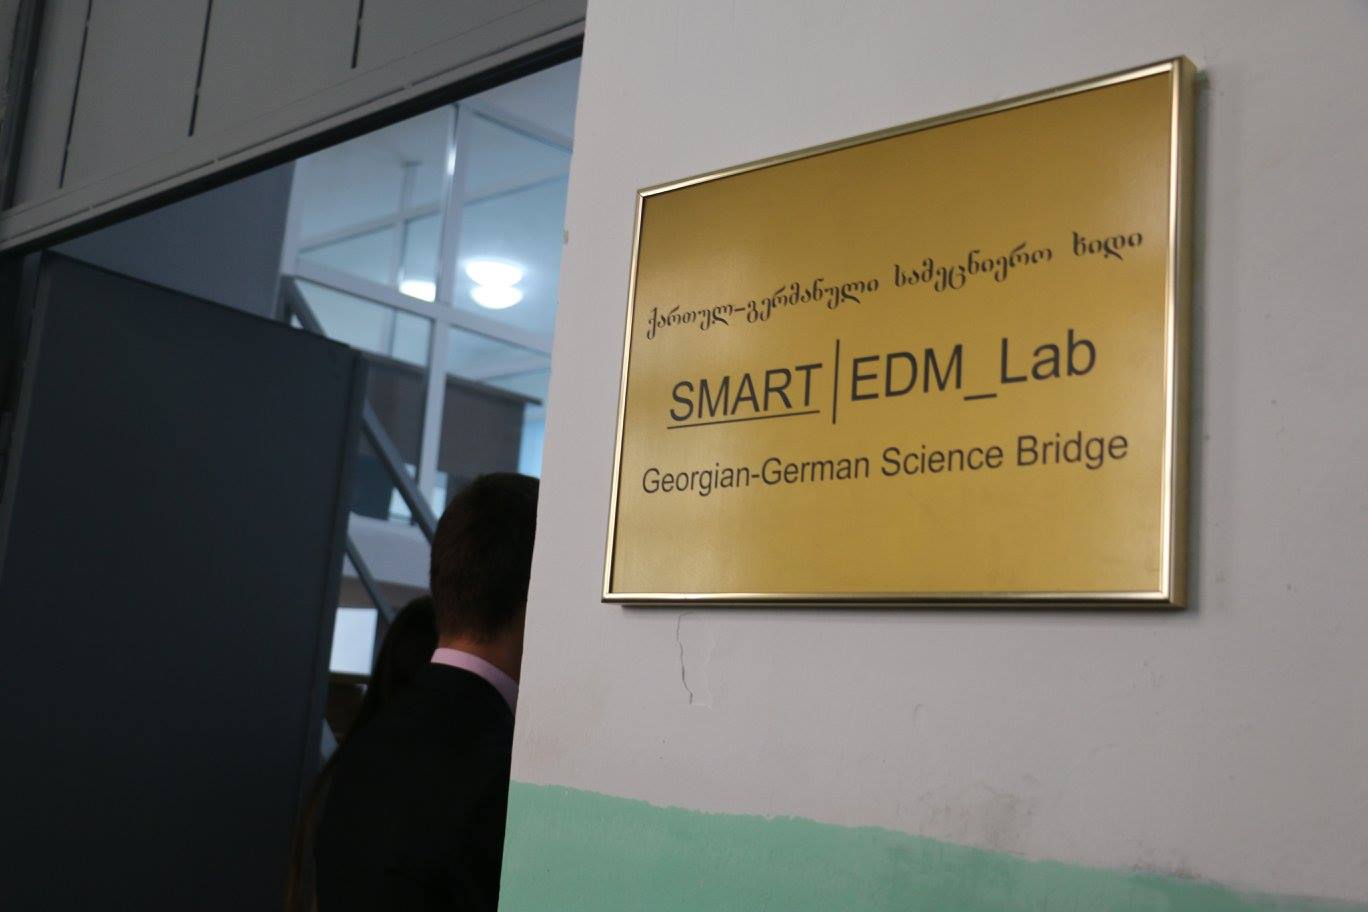 ქართულ-გერმანული სამეცნიერო ხიდი
SMART|EDM_Lab
Georgian-German Science Bridge